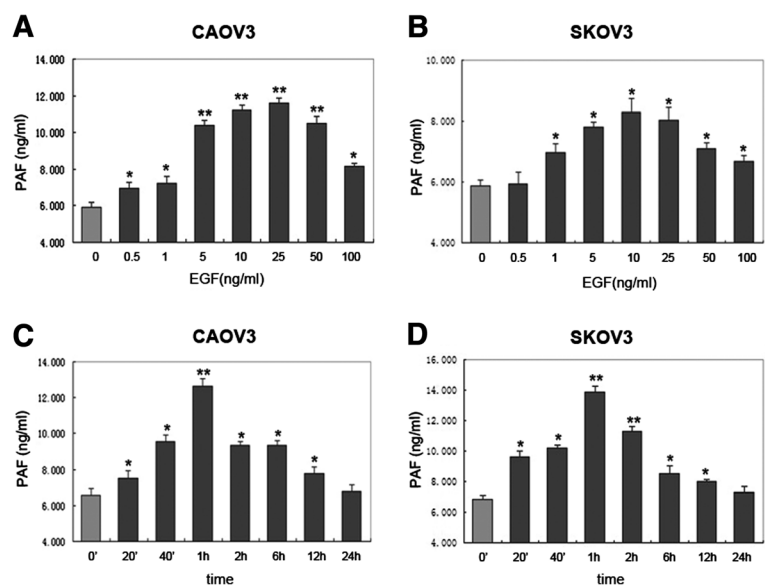 A
CAOV3
PAF (ng/ml)
14.000
12.000
10.000
8.000
6.000
4.000
* * ** ** ** ** *
0 0.5 1 5 10 25 50 100
EGF(ng/ml)
B
SKOV3
PAF (ng/ml)
10.000
8.000
6.000
4.000
* * * * * *
0 0.5 1 5 10 25 50 100
EGF(ng/ml)
C
CAOV3
PAF (ng/ml)
14.000
12.000
10.000
8.000
6.000
4.000
* * ** * * *
0' 20' 40' 1h 2h 6h 12h 24h
time
D
SKOV3
PAF (ng/ml)
16.000
14.000
12.000
10.000
8.000
6.000
4.000
* * ** ** * *
0' 20' 40' 1h 2h 6h 12h 24h
time